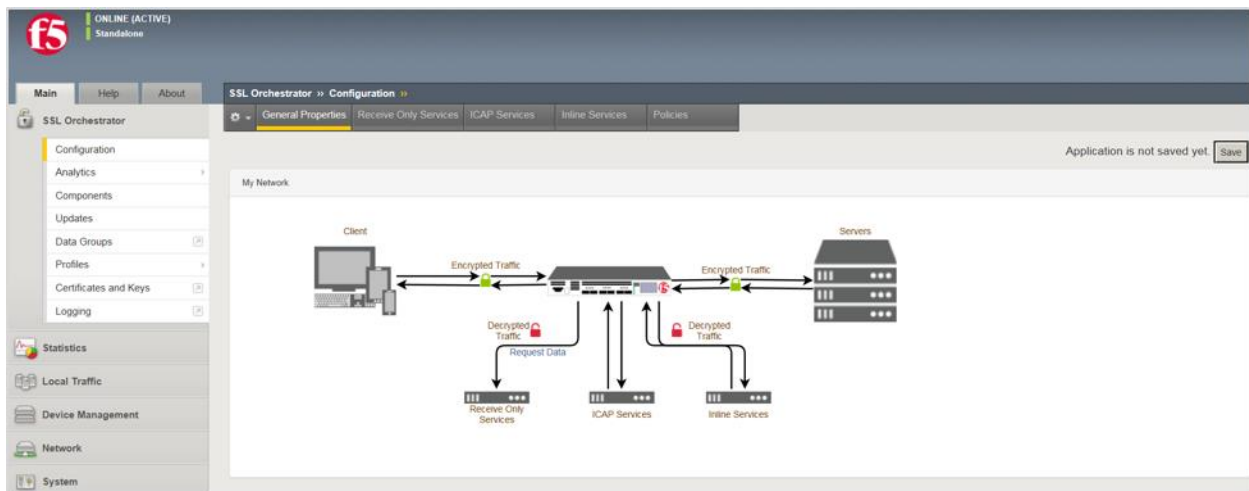 f5
ONLINE (ACTIVE)
Standalone
Main Help About
SSL Orchestrator
Configuration
Analytics
Components
Updates
Data Groups
Profiles
Certificates and Keys
Logging
Statistics
Local Traffic
Device Management
Network
System
SSL Orchestrator » Configuration »
General Properties Receive Only Services ICAP Services Inline Services Policies
Application is not saved yet. Save
My Network
Client
Servers
Encrypted Traffic
Encrypted Traffic
f5
Decrypted
Traffic
Request Data
Decrypted
Traffic
Receive Only
Services
ICAP Services
Inline Services